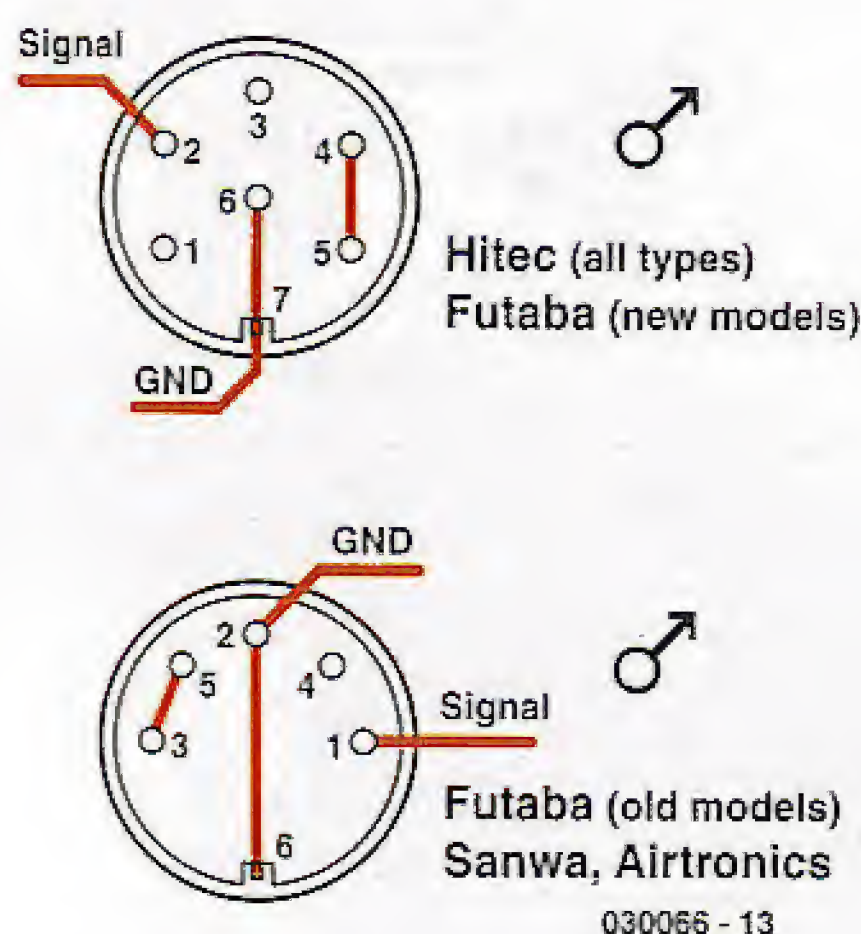 Signal
3
2
4
6
1
5
7
GND
Hitec (all types)
Futaba (new models)
GND
2
5
4
3
1
Signal
6
Futaba (old models)
Sanwa, Airtronics
030066 - 13